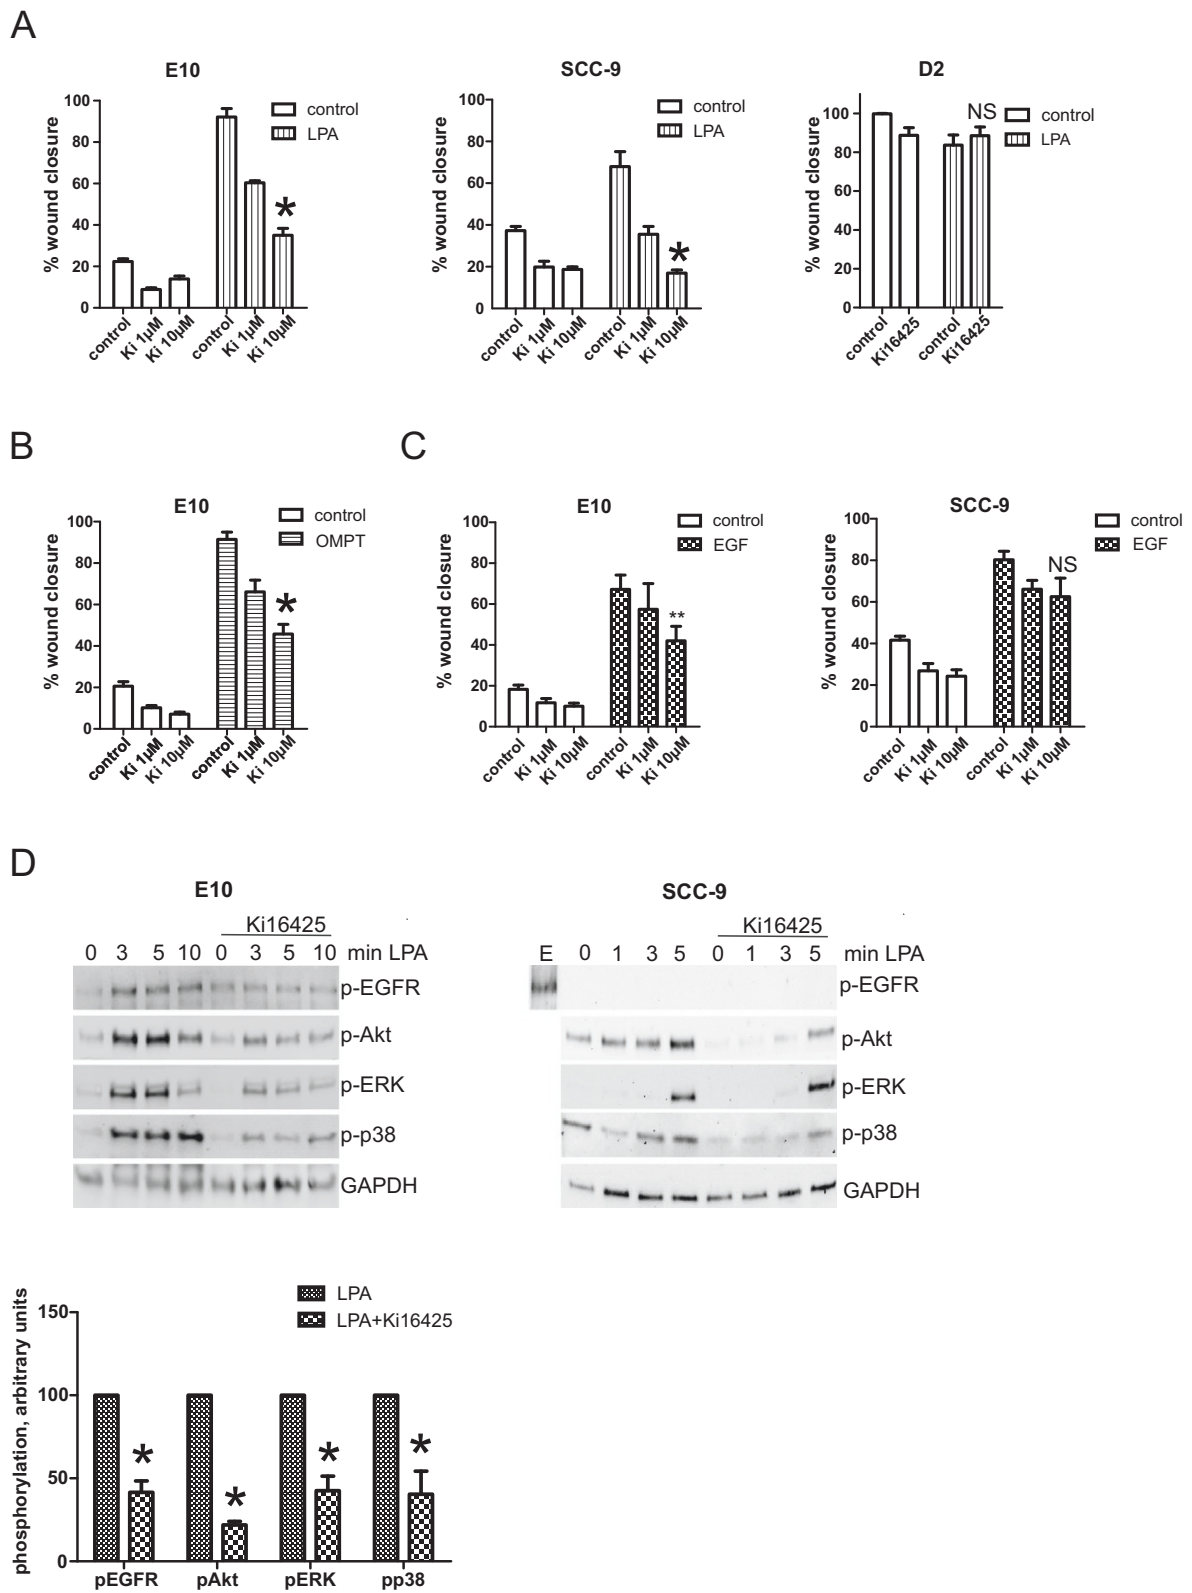 A
E10
control
LPA
% wound closure
100
80
60
40
20
0
control
Ki 1µM
Ki 10µM
control
Ki 1µM
Ki 10µM
*
SCC-9
control
LPA
% wound closure
100
80
60
40
20
0
control
Ki 1µM
Ki 10µM
control
Ki 1µM
Ki 10µM
*
D2
control
LPA
NS
% wound closure
100
80
60
40
20
0
control
Ki16425
control
Ki16425
B
E10
control
OMPT
% wound closure
100
80
60
40
20
0
control
Ki 1µM
Ki 10µM
control
Ki 1µM
Ki 10µM
*
C
E10
control
EGF
% wound closure
100
80
60
40
20
0
control
Ki 1µM
Ki 10µM
control
Ki 1µM
Ki 10µM
**
SCC-9
control
EGF
NS
% wound closure
100
80
60
40
20
0
control
Ki 1µM
Ki 10µM
control
Ki 1µM
Ki 10µM
D
E10
Ki16425
0 3 5 10 0 3 5 10 min LPA
p-EGFR
p-Akt
p-ERK
p-p38
GAPDH
SCC-9
Ki16425
E 0 1 3 5 0 1 3 5 min LPA
p-EGFR
p-Akt
p-ERK
p-p38
GAPDH
LPA
LPA+Ki16425
phosphorylation, arbitrary units
150
100
50
0
* * * *
pEGFR pAkt pERK pp38